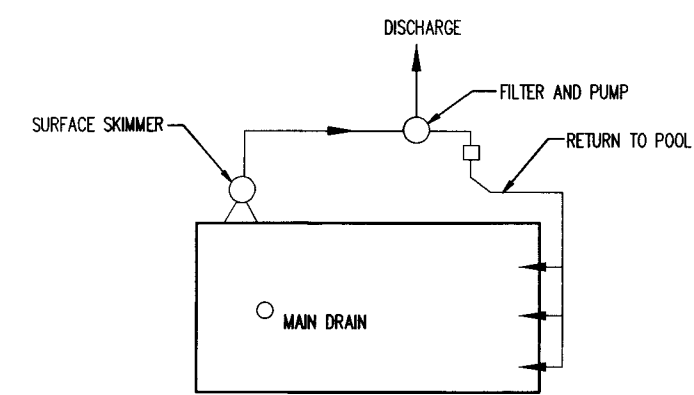 DISCHARGE
FILTER AND PUMP
SURFACE SKIMMER
RETURN TO POOL
MAIN DRAIN